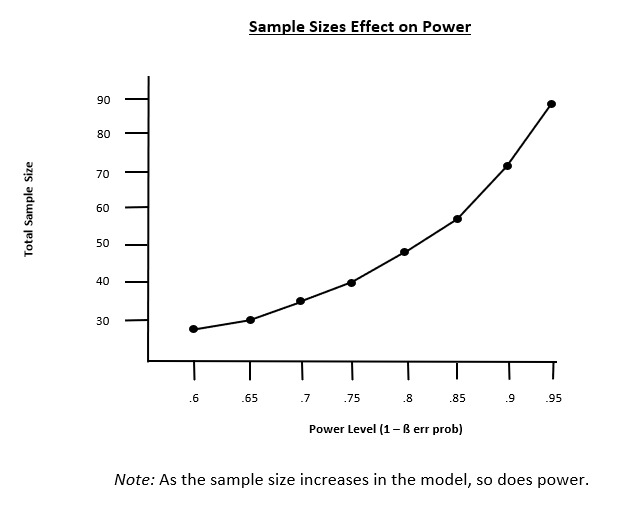 Sample Sizes Effect on Power
90
80
70
60
50
40
30
Total Sample Size
.6 .65 .7 .75 .8 .85 .9 .95
Power Level (1 – ß err prob)
Note: As the sample size increases in the model, so does power.